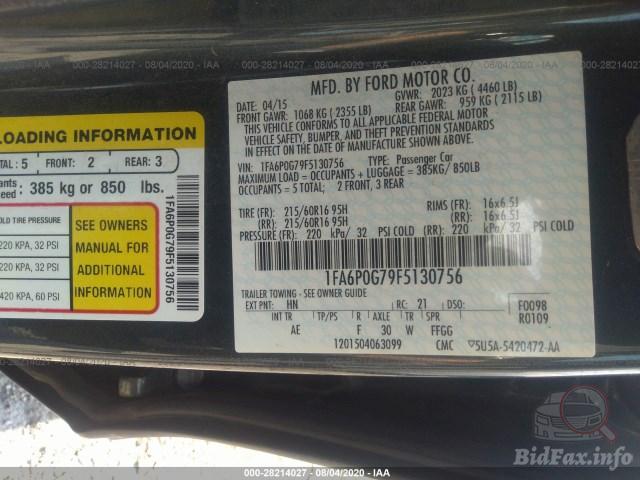 000-28214027 - 08/04/2020 - IAA
LOADING INFORMATION
TOTAL: 5 FRONT: 2 REAR: 3
385 kg or 850 lbs.
COLD TIRE PRESSURE
220 KPA, 32 PSI
220 KPA, 32 PSI
420 KPA, 60 PSI
SEE OWNERS
MANUAL FOR
ADDITIONAL
INFORMATION
1FA6P0G79F5130756
MFD. BY FORD MOTOR CO.
DATE: 04/15 GVWR: 2023 KG ( 4460 LB)
FRONT GAWR: 1068 KG ( 2355 LB) REAR GAWR: 959 KG ( 2115 LB)
THIS VEHICLE CONFORMS TO ALL APPLICABLE FEDERAL MOTOR
VEHICLE SAFETY, BUMPER, AND THEFT PREVENTION STANDARDS
IN EFFECT ON THE DATE OF MANUFACTURE SHOWN ABOVE.
VIN: 1FA6P0G79F5130756 TYPE: Passenger Car
MAXIMUM LOAD = OCCUPANTS + LUGGAGE = 385KG/ 850LB
OCCUPANTS = 5 TOTAL; 2 FRONT, 3 REAR
TIRE (FR): 215/60R16 95H RIMS (FR): 16x6.5J
(RR): 215/60R16 95H (RR): 16x6.5J
PRESSURE (FR): 220 kPa/ 32 PSI COLD (RR): 220 kPa/ 32 PSI COLD
1FA6P0G79F5130756
TRAILER TOWING - SEE OWNER GUIDE
EXT PNT: HN RC: 21 DSO:
F0098
R0109
INT TR TP/PS R AXLE TR SPR
AE F 30 W FFGG
1201504063099 CMC 5U5A-5420472-AA
BidFax.info
000-28214027 - 08/04/2020 - IAA